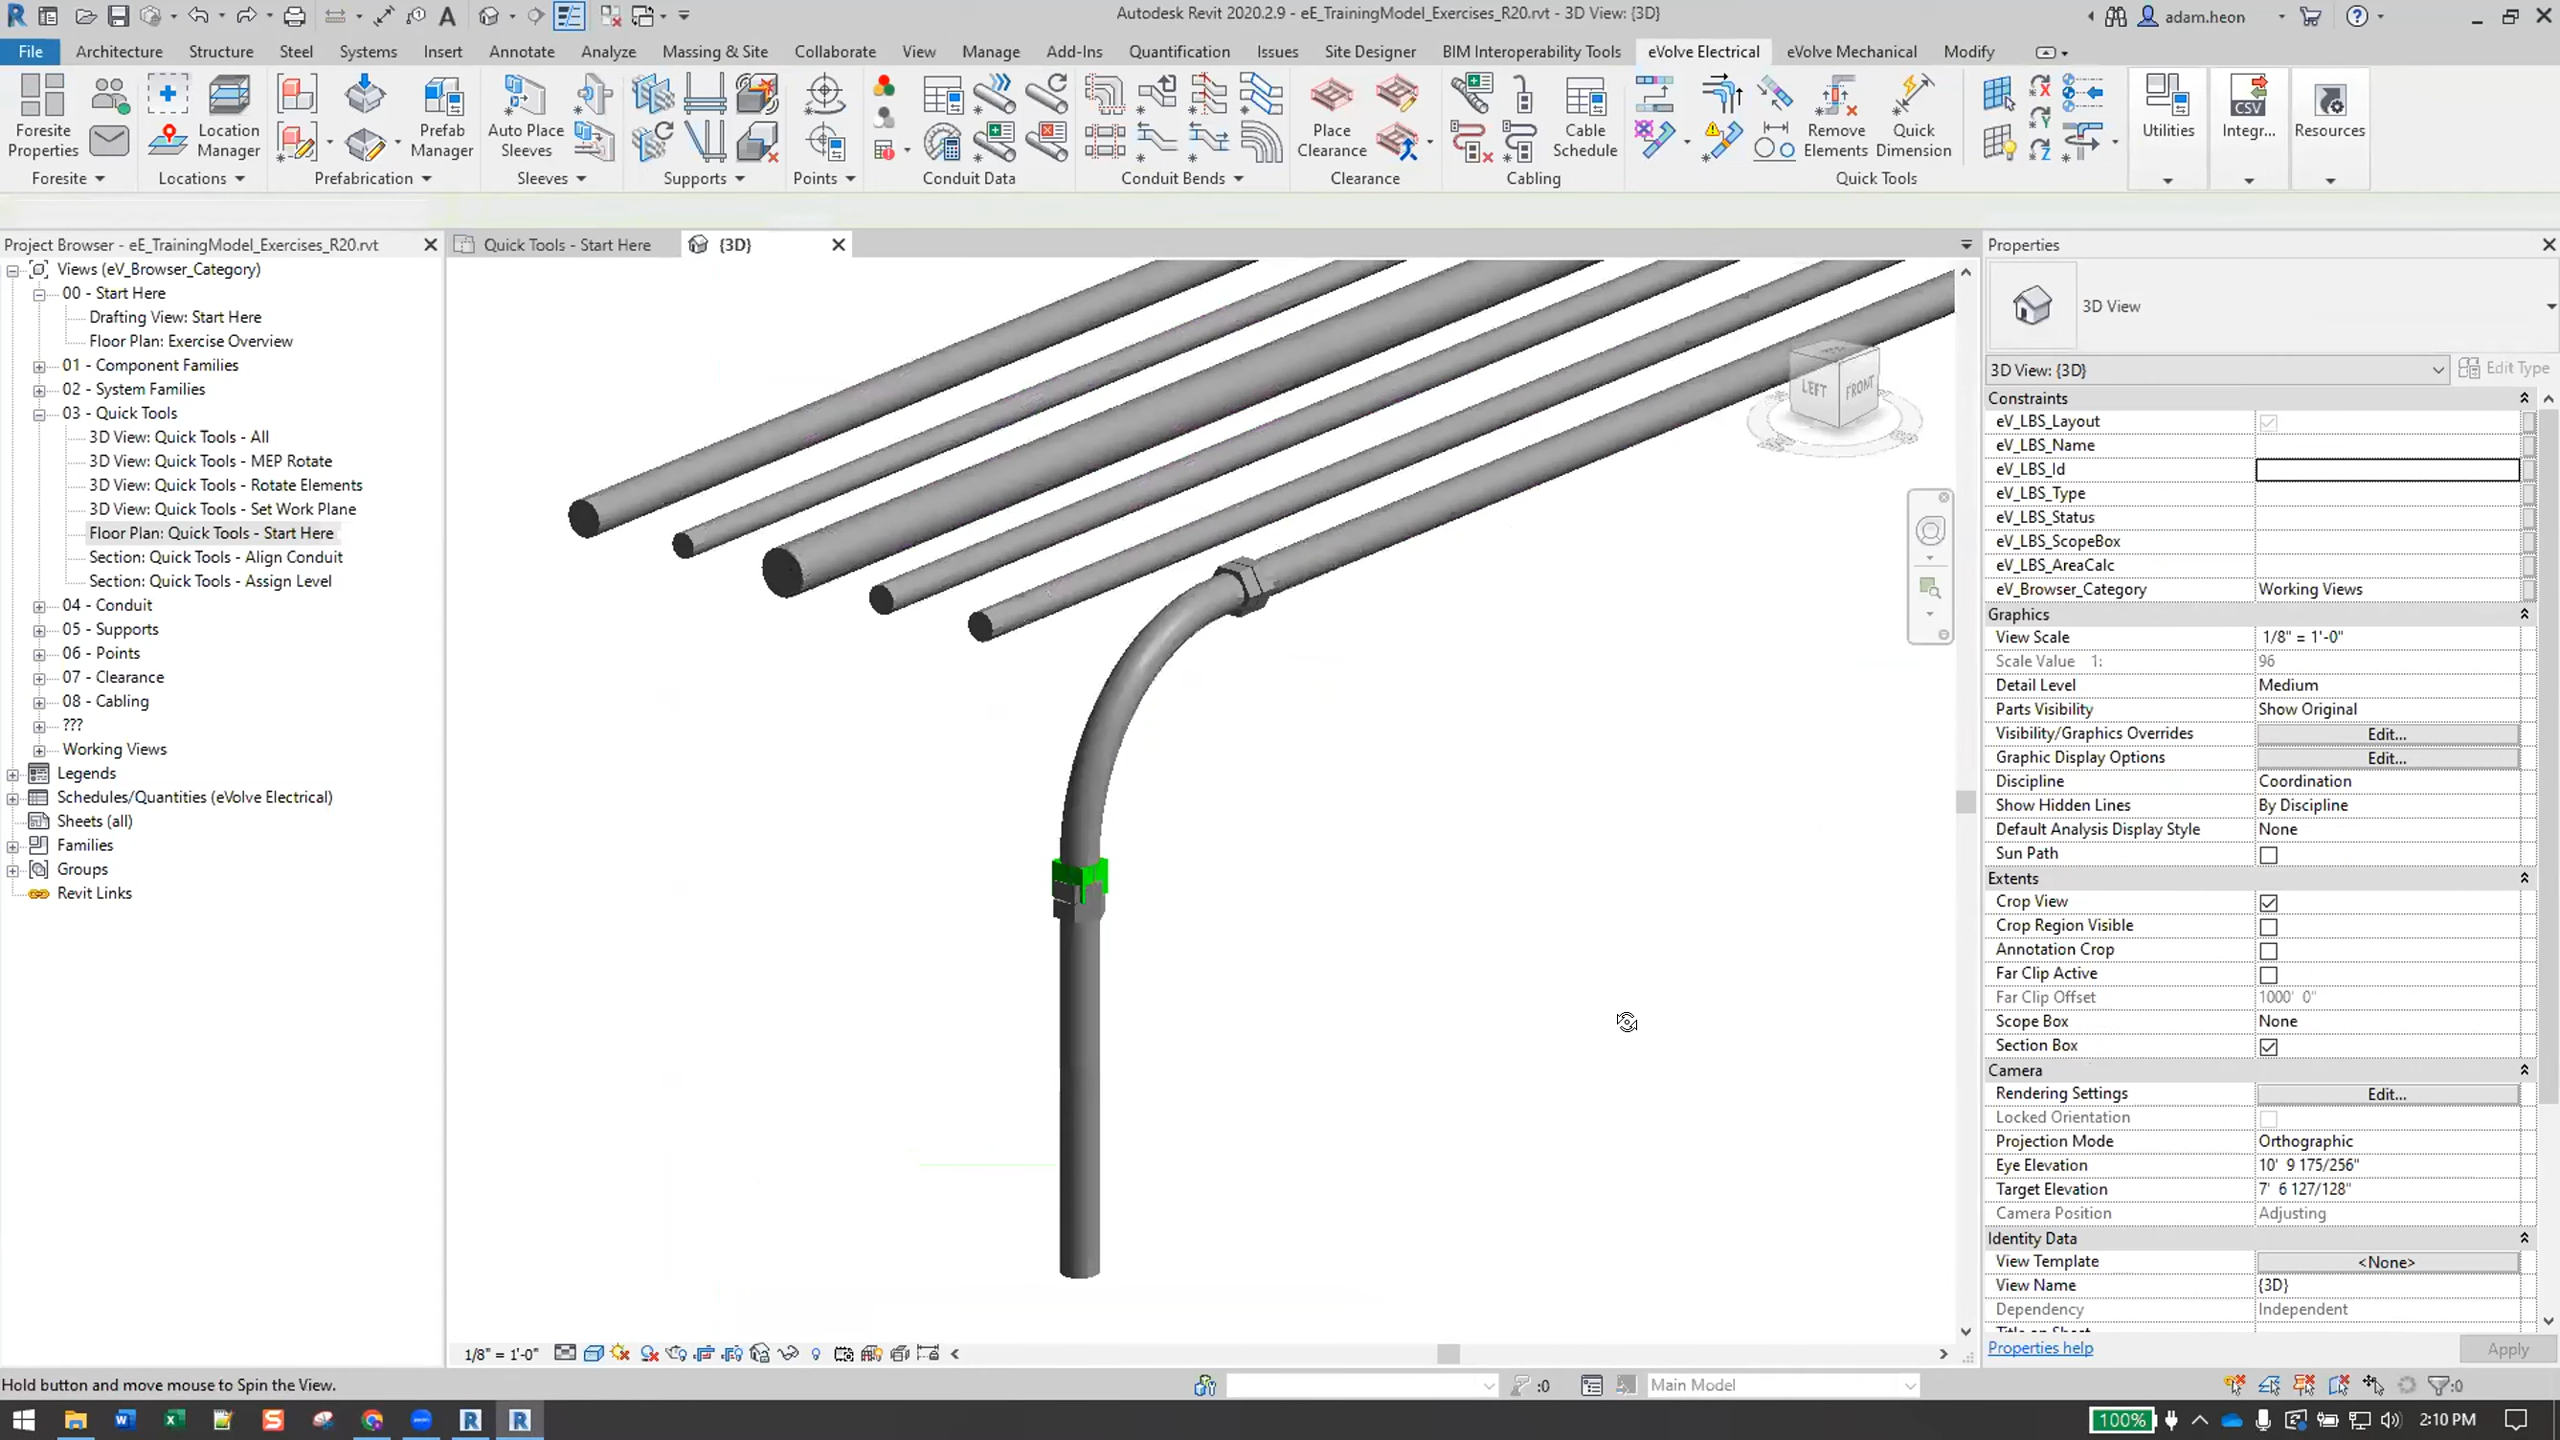 Autodesk Revit 2020.2.9 - eE_TrainingModel_Exercises_R20.rvt - 3D View: {3D}
adam.heon
File Architecture Structure Steel Systems Insert Annotate Analyze Massing & Site Collaborate View Manage Add-Ins Quantification Issues Site Designer BIM Interoperability Tools eVolve Electrical eVolve Mechanical Modify
Foresite Properties
Location Manager
Prefab Manager
Auto Place Sleeves
Place Clearance
Cable Schedule
Remove Elements
Quick Dimension
Utilities
CSV
Integr...
Resources
Foresite Locations Prefabrication Sleeves Supports Points Conduit Data Conduit Bends Clearance Cabling Quick Tools
Project Browser - eE_TrainingModel_Exercises_R20.rvt
Views (eV_Browser_Category)
00 - Start Here
Drafting View: Start Here
Floor Plan: Exercise Overview
01 - Component Families
02 - System Families
03 - Quick Tools
3D View: Quick Tools - All
3D View: Quick Tools - MEP Rotate
3D View: Quick Tools - Rotate Elements
3D View: Quick Tools - Set Work Plane
Floor Plan: Quick Tools - Start Here
Section: Quick Tools - Align Conduit
Section: Quick Tools - Assign Level
04 - Conduit
05 - Supports
06 - Points
07 - Clearance
08 - Cabling
???
Working Views
Legends
Schedules/Quantities (eVolve Electrical)
Sheets (all)
Families
Groups
Revit Links
Quick Tools - Start Here
{3D}
LEFT FRONT
Properties
3D View
3D View: {3D}
Edit Type
Constraints
eV_LBS_Layout
eV_LBS_Name
eV_LBS_Id
eV_LBS_Type
eV_LBS_Status
eV_LBS_ScopeBox
eV_LBS_AreaCalc
eV_Browser_Category Working Views
Graphics
View Scale 1/8" = 1'-0"
Scale Value 1: 96
Detail Level Medium
Parts Visibility Show Original
Visibility/Graphics Overrides Edit...
Graphic Display Options Edit...
Discipline Coordination
Show Hidden Lines By Discipline
Default Analysis Display Style None
Sun Path
Extents
Crop View
Crop Region Visible
Annotation Crop
Far Clip Active
Far Clip Offset 1000' 0"
Scope Box None
Section Box
Camera
Rendering Settings Edit...
Locked Orientation
Projection Mode Orthographic
Eye Elevation 10' 9 175/256"
Target Elevation 7' 6 127/128"
Camera Position Adjusting
Identity Data
View Template <None>
View Name {3D}
Dependency Independent
Properties help
Apply
1/8" = 1'-0"
Hold button and move mouse to Spin the View.
:0
Main Model
:0
100%
2:10 PM